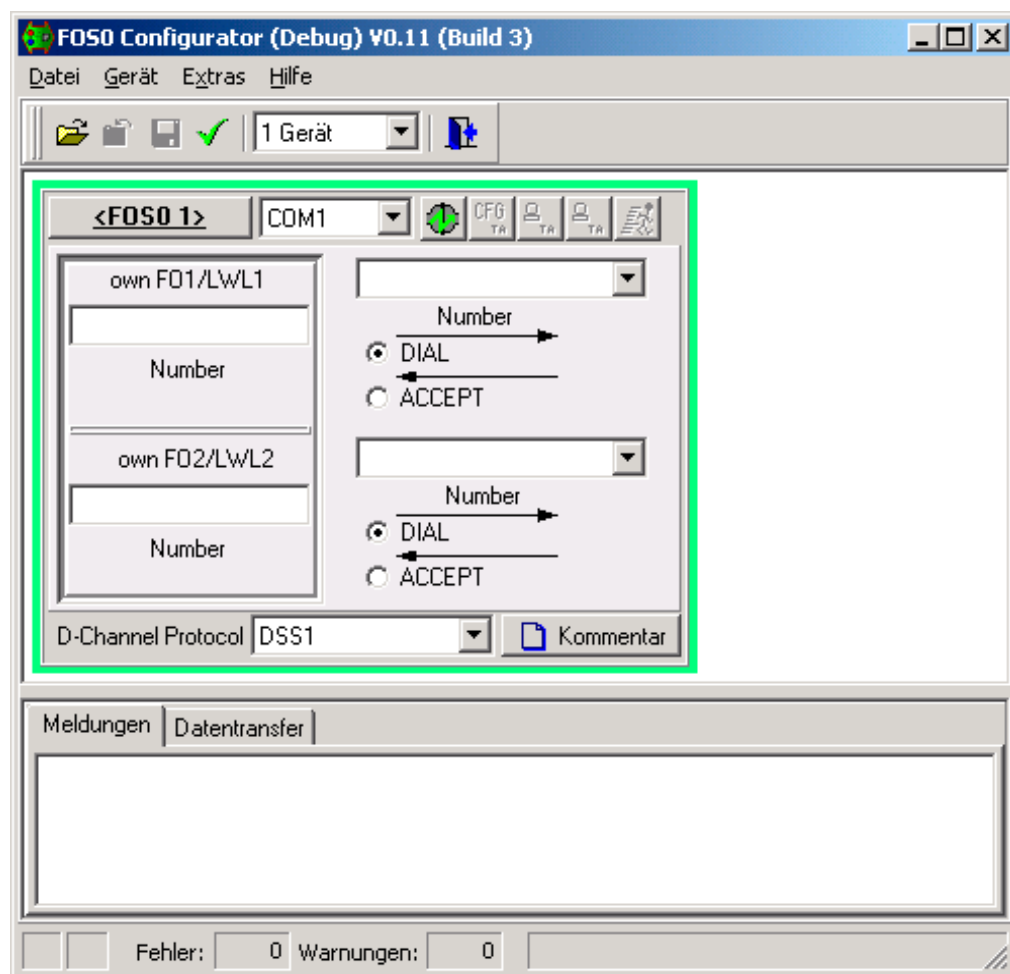 FOS0 Configurator (Debug) V0.11 (Build 3)
Datei Gerät Extras Hilfe
1 Gerät
<FOS0 1> COM1 CFG TA TA TA
own FO1/LWL1
Number
Number
DIAL
ACCEPT
own FO2/LWL2
Number
Number
DIAL
ACCEPT
D-Channel Protocol DSS1 Kommentar
Meldungen Datentransfer
Fehler: 0 Warnungen: 0